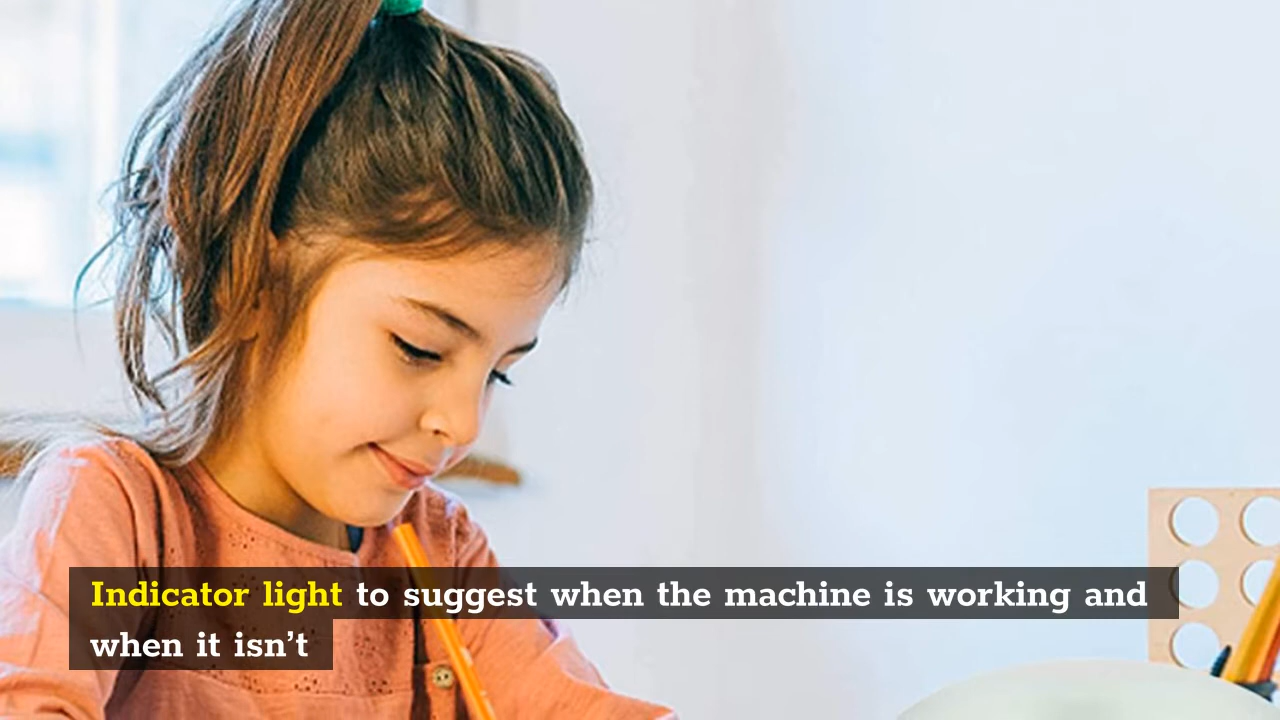 Indicator light to suggest when the machine is working and
when it isn’t